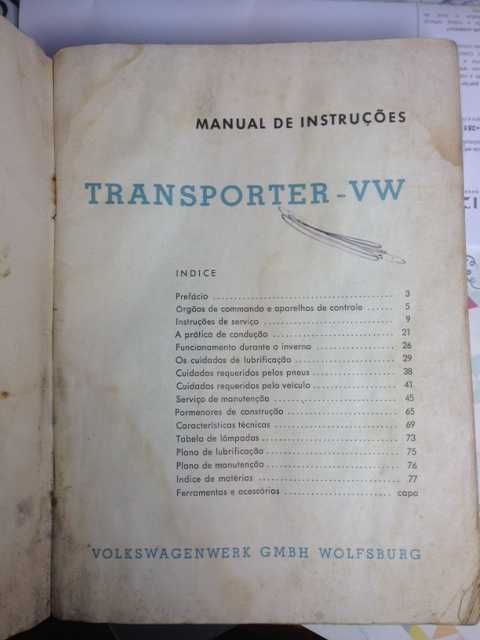 MANUAL DE INSTRUÇÕES
TRANSPORTER-VW
INDICE
Prefácio 3
Orgãos de commando e aparelhos de controle 5
Instruções de serviço 9
A prática de condução 21
Funcionamento durante o inverno 26
Os cuidados de lubrificação 29
Cuidados requeridos pelos pneus 38
Cuidados requeridos pelo veículo 41
Serviço de manutenção 45
Pormenores de construção 65
Características técnicas 69
Tabela de lâmpadas 73
Plano de lubrificação 75
Plano de manutenção 76
Indice de matérias 77
Ferramentas e acessórios capa
VOLKSWAGENWERK GMBH WOLFSBURG